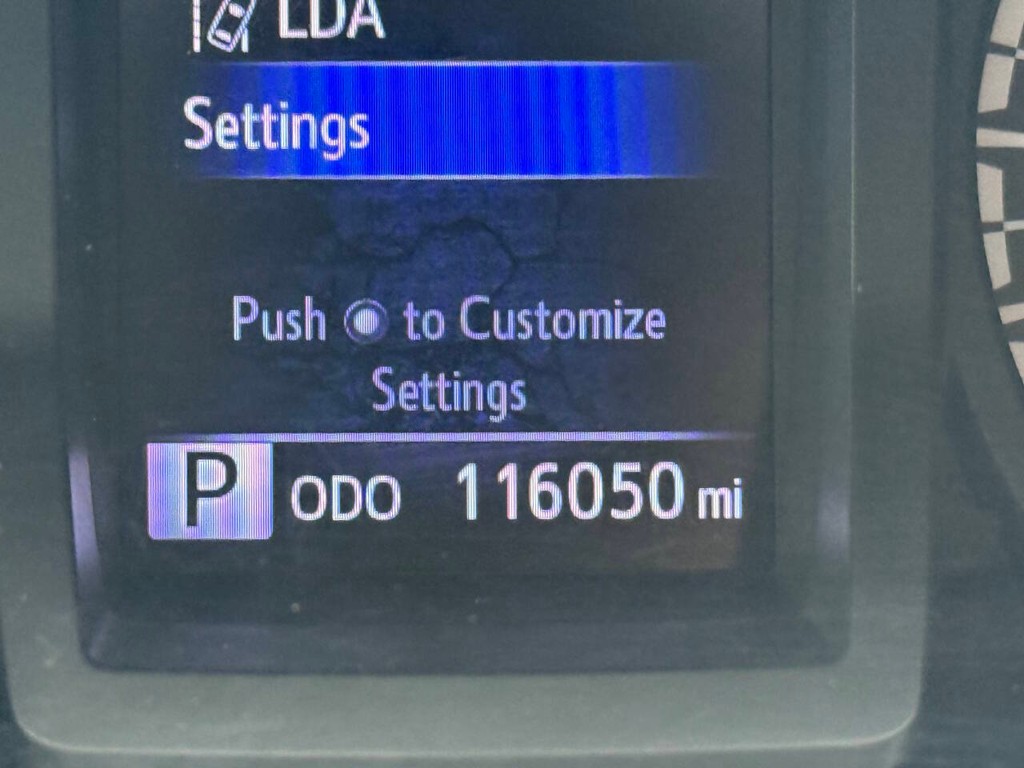 LDA
Settings
Push to Customize
Settings
P ODO 116050 mi